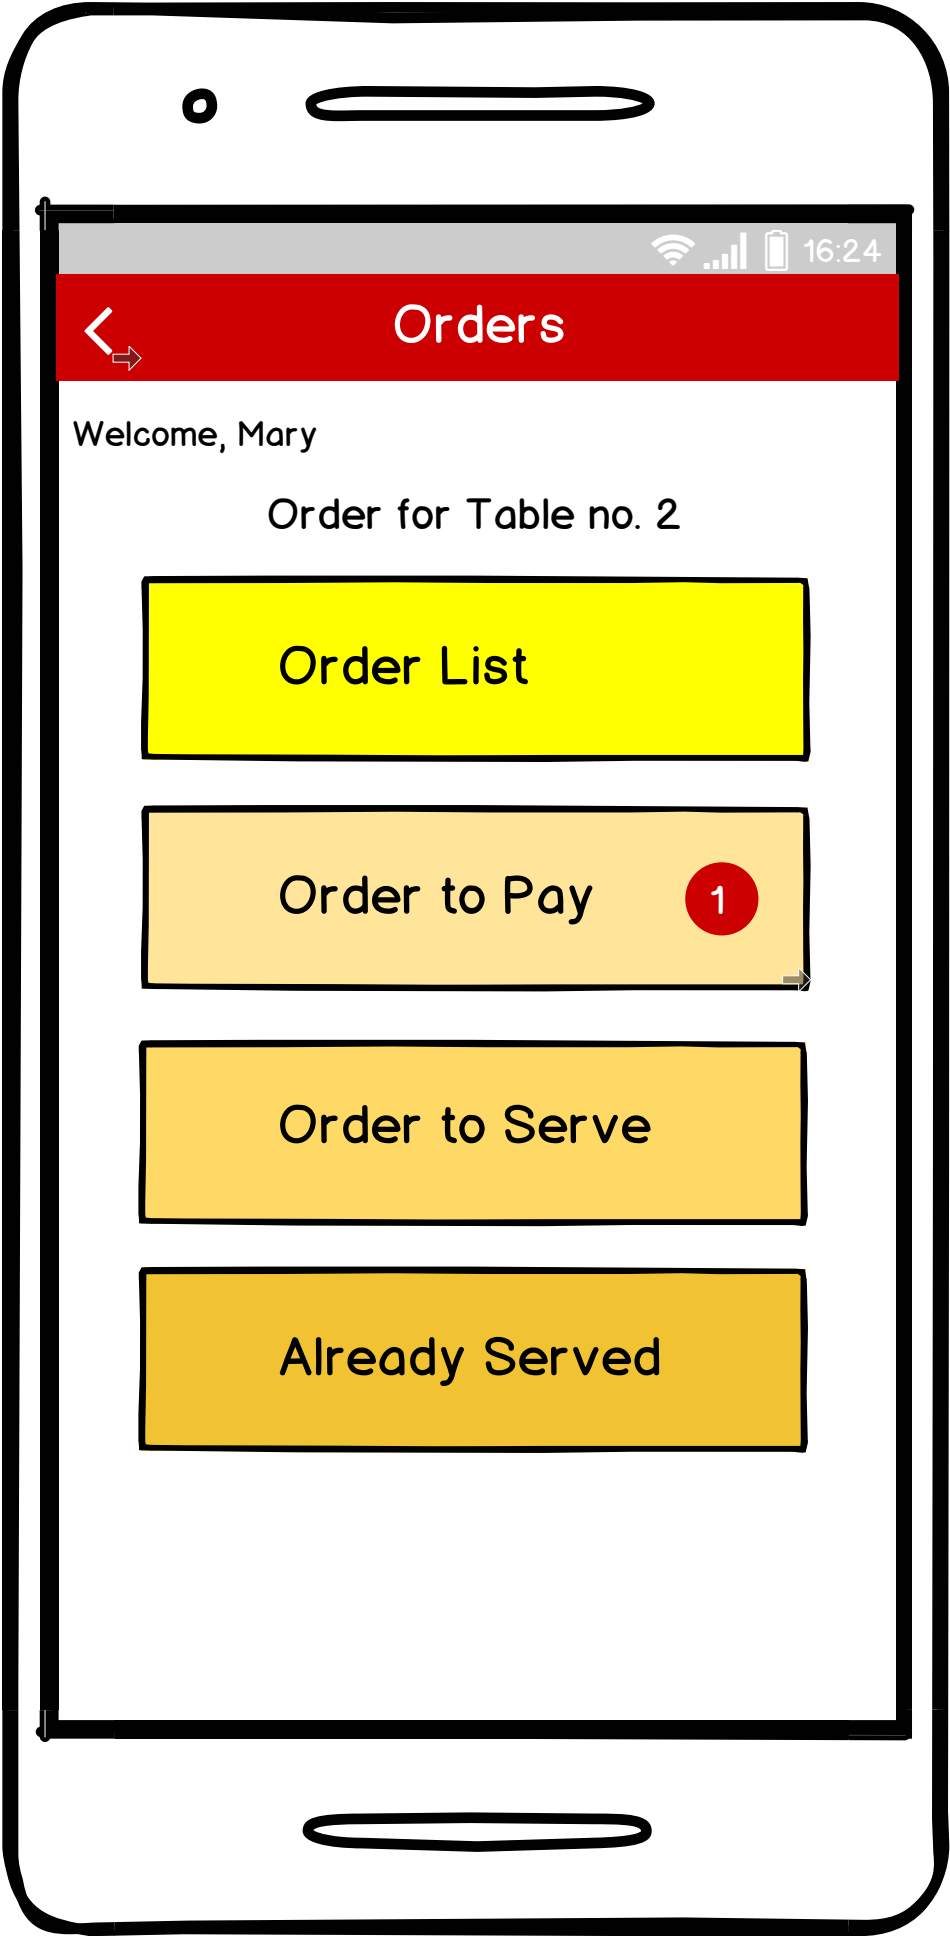 16:24
Orders
Welcome, Mary
Order for Table no. 2
Order List
Order to Pay
1
Order to Serve
Already Served